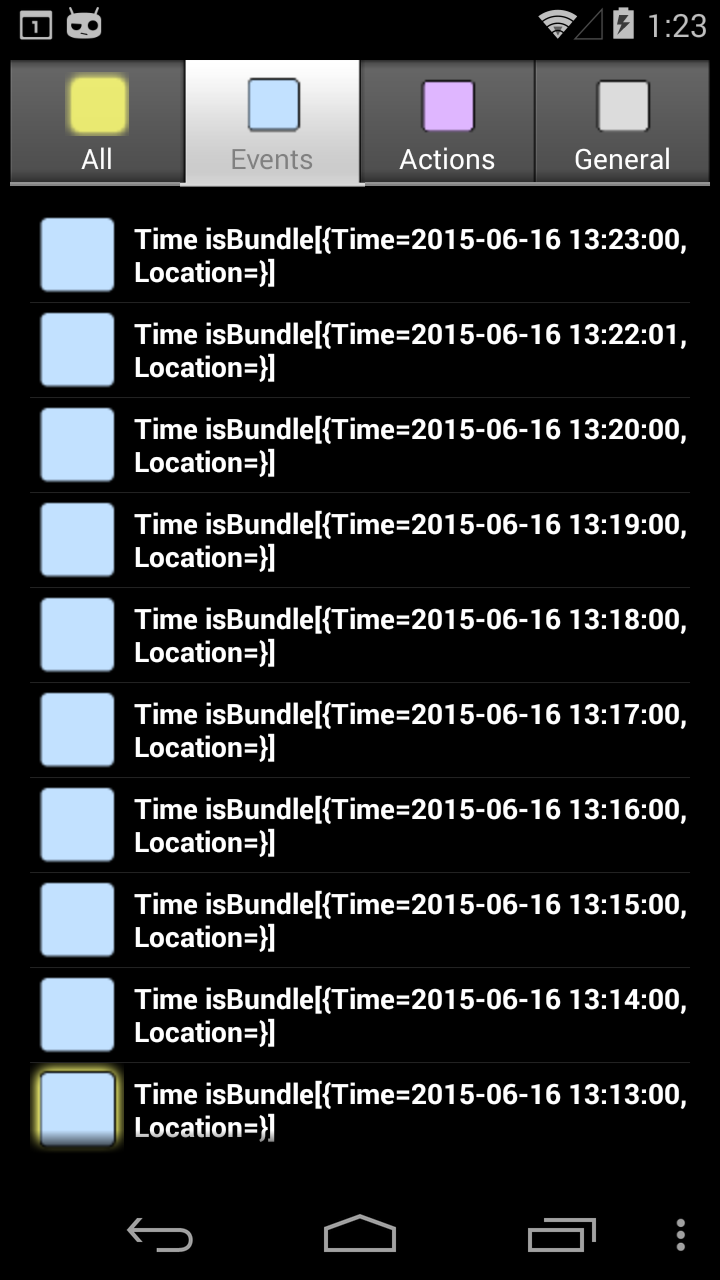 1 1:23
All Events Actions General
Time isBundle[{Time=2015-06-16 13:23:00,
Location=}]
Time isBundle[{Time=2015-06-16 13:22:01,
Location=}]
Time isBundle[{Time=2015-06-16 13:20:00,
Location=}]
Time isBundle[{Time=2015-06-16 13:19:00,
Location=}]
Time isBundle[{Time=2015-06-16 13:18:00,
Location=}]
Time isBundle[{Time=2015-06-16 13:17:00,
Location=}]
Time isBundle[{Time=2015-06-16 13:16:00,
Location=}]
Time isBundle[{Time=2015-06-16 13:15:00,
Location=}]
Time isBundle[{Time=2015-06-16 13:14:00,
Location=}]
Time isBundle[{Time=2015-06-16 13:13:00,
Location=}]